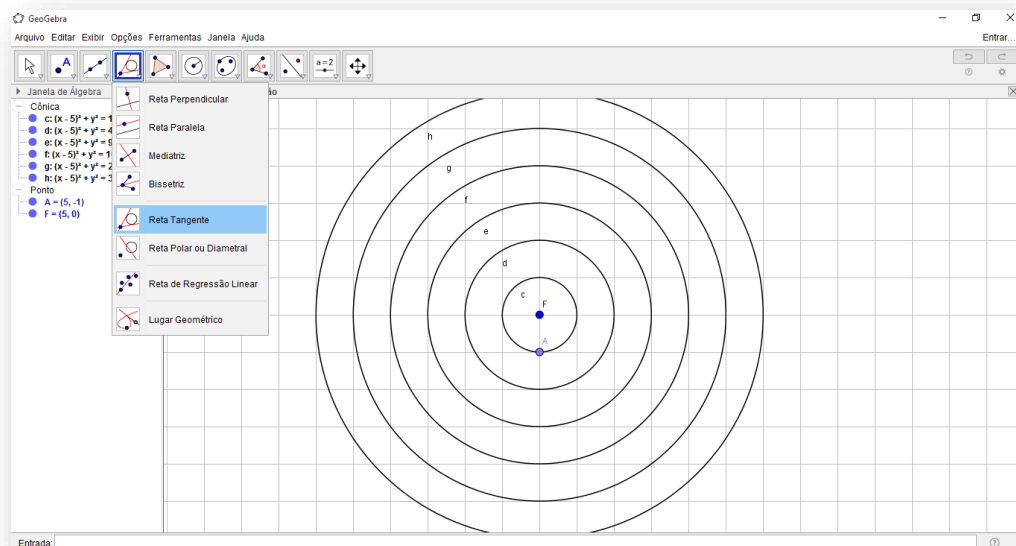 GeoGebra
Arquivo Editar Exibir Opções Ferramentas Janela Ajuda
Entrar...
A
α
a = 2
Janela de Álgebra
ão
Cônica
c: (x - 5)² + y² = 1
d: (x - 5)² + y² = 4
e: (x - 5)² + y² = 9
f: (x - 5)² + y² = 1
g: (x - 5)² + y² = 2
h: (x - 5)² + y² = 3
Ponto
A = (5, -1)
F = (5, 0)
Reta Perpendicular
Reta Paralela
Mediatriz
Bissetriz
Reta Tangente
Reta Polar ou Diametral
Reta de Regressão Linear
Lugar Geométrico
h
g
f
e
d
c
F
A
Entrada: